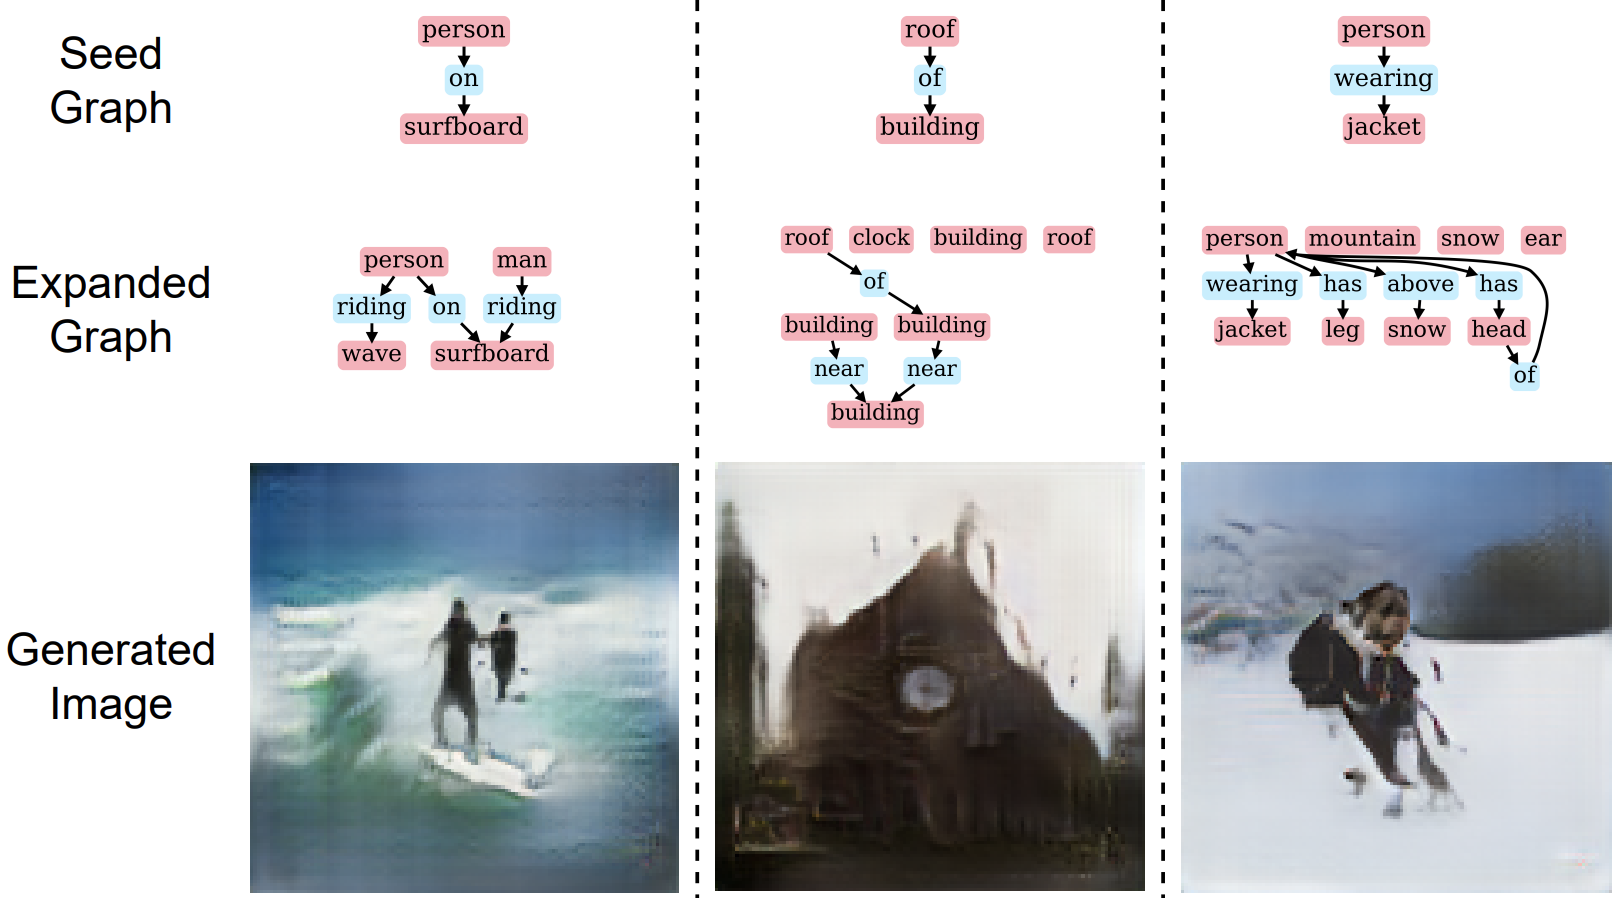 Seed
Graph
person
on
surfboard
roof
of
building
person
wearing
jacket
Expanded
Graph
person man
riding on riding
wave surfboard
roof clock building roof
of
building building
near near
building
person mountain snow ear
wearing has above has
jacket leg snow head
of
Generated
Image